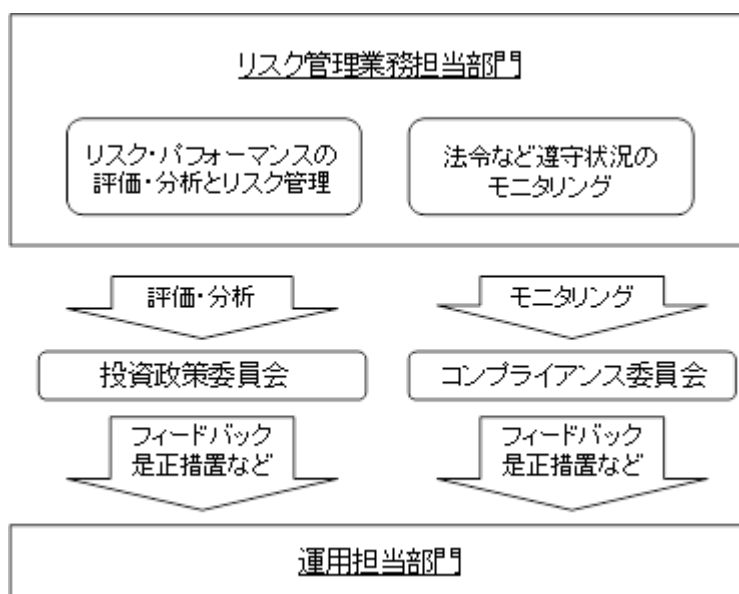 リスク管理業務担当部門
リスク・パフォーマンスの
評価・分析とリスク管理
法令など遵守状況の
モニタリング
評価・分析
モニタリング
投資政策委員会
コンプライアンス委員会
フィードバック
是正措置など
フィードバック
是正措置など
運用担当部門